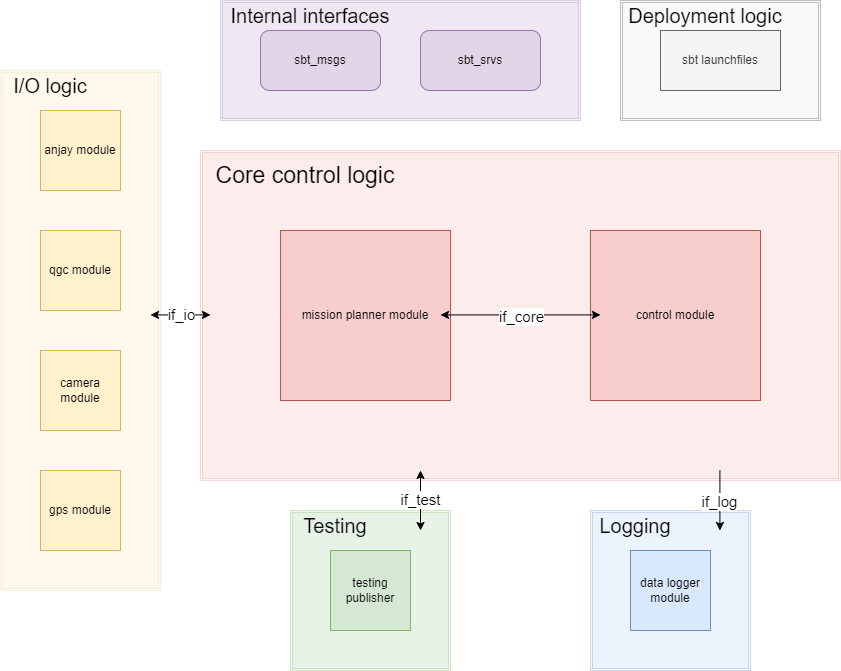 Internal interfaces
sbt_msgs
sbt_srvs
Deployment logic
sbt launchfiles
I/O logic
anjay module
qgc module
camera
module
gps module
if_io
Core control logic
mission planner module
if_core
control module
if_test
if_log
Testing
testing
publisher
Logging
data logger
module